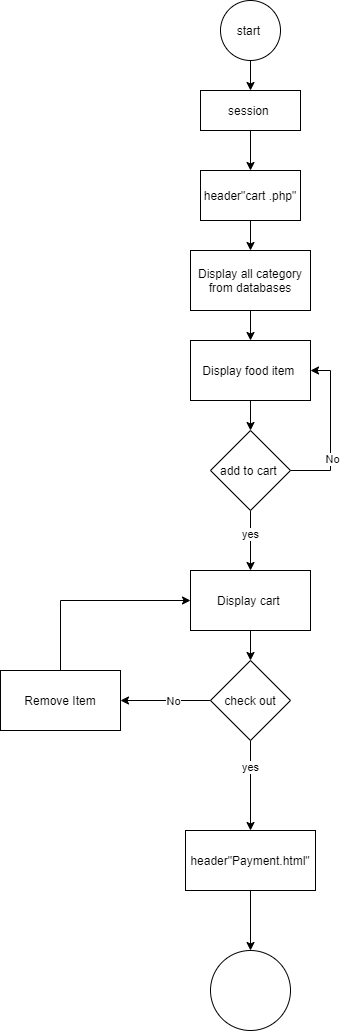 start
session
header"cart .php"
Display all category
from databases
Display food item
add to cart
No
yes
Display cart
check out
No
Remove Item
yes
header"Payment.html"